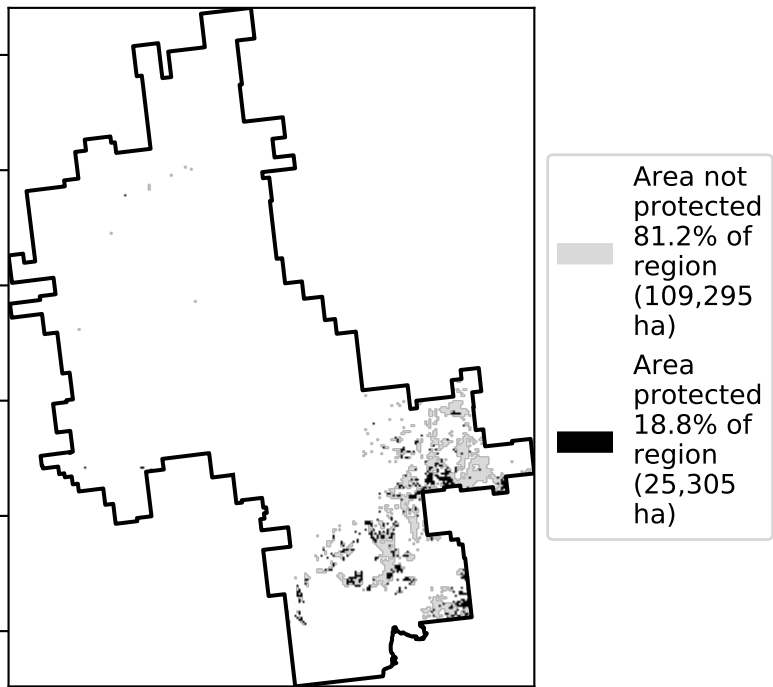 Area not
protected
81.2% of
region
(109,295
ha)
Area
protected
18.8% of
region
(25,305
ha)